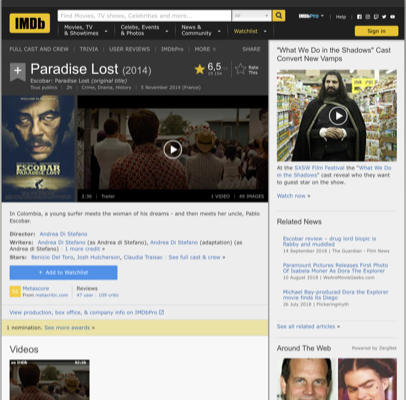 IMDb
Find Movies, TV shows, Celebrities and more...
All
IMDbPro
Help
Movies, TV & Showtimes
Celebs, Events & Photos
News & Community
Watchlist
Sign in
FULL CAST AND CREW | TRIVIA | USER REVIEWS | IMDbPro | MORE
SHARE
Paradise Lost (2014)
6,5
Rate This
Escobar: Paradise Lost (original title)
Tous publics | 2h | Crime, Drama, History | 5 November 2014 (France)
ESCOBAR
PARADISE LOST
2:36 | Trailer
1 VIDEO | 49 IMAGES
In Colombia, a young surfer meets the woman of his dreams - and then meets her uncle, Pablo
Escobar.
Director: Andrea Di Stefano
Writers: Andrea Di Stefano (as Andrea di Stefano), Andrea Di Stefano (adaptation) (as
Andrea di Stefano) | 1 more credit »
Stars: Benicio Del Toro, Josh Hutcherson, Claudia Traisac | See full cast & crew »
+ Add to Watchlist
Metascore
From metacritic.com
Reviews
47 user | 109 critic
View production, box office, & company info on IMDbPro
1 nomination. See more awards »
Videos
"What We Do in the Shadows" Cast
Convert New Vamps
At the SXSW Film Festival the "What We Do
in the Shadows" cast reveal who they want
to guest star on the show.
Watch now »
Related News
Escobar review – drug lord biopic is
flabby and muddled
14 September 2018 | The Guardian - Film News
Paramount Pictures Releases First Photo
Of Isabela Moner As Dora The Explorer
10 August 2018 | WeAreMovieGeeks.com
Michael Bay-produced Dora the Explorer
movie finds its Diego
26 July 2018 | Flickeringmyth
See all related articles »
Around The Web
Powered by ZergNet